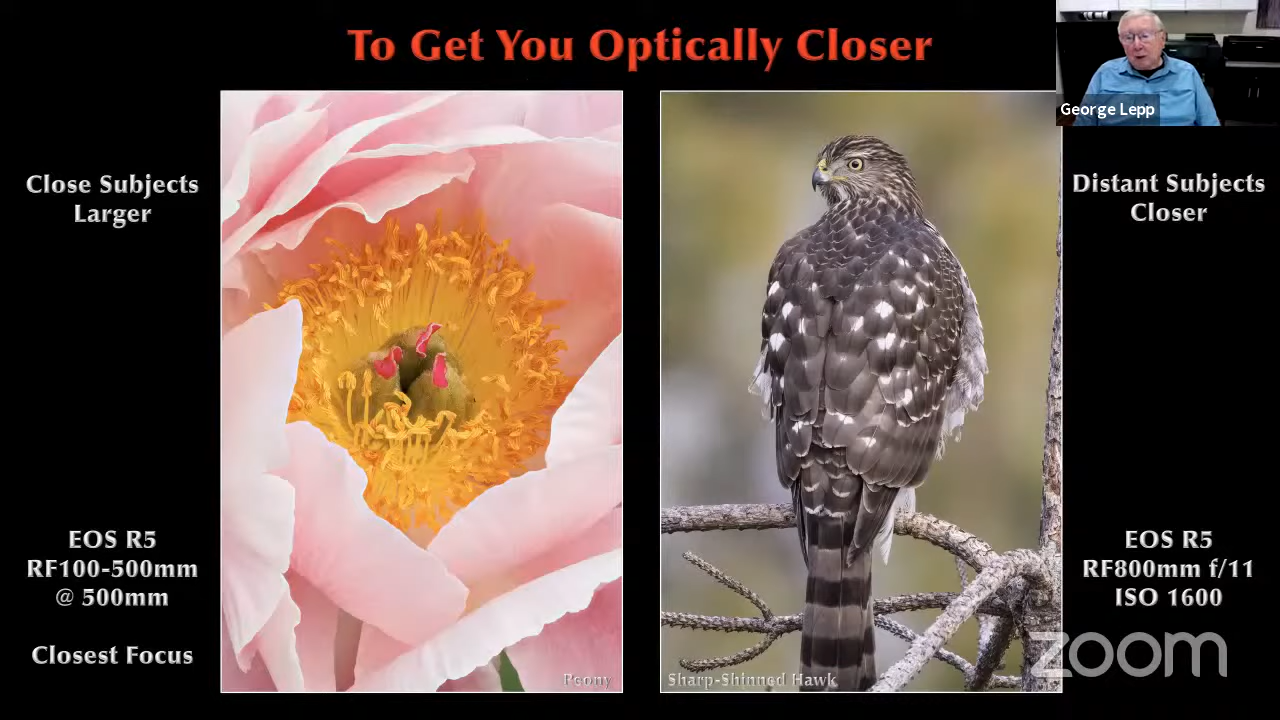 To Get You Optically Closer
George Lepp
Close Subjects
Larger
Distant Subjects
Closer
EOS R5
RF100-500mm
@ 500mm
Closest Focus
EOS R5
RF800mm f/11
ISO 1600
Peony
Sharp-Shinned Hawk
zoom